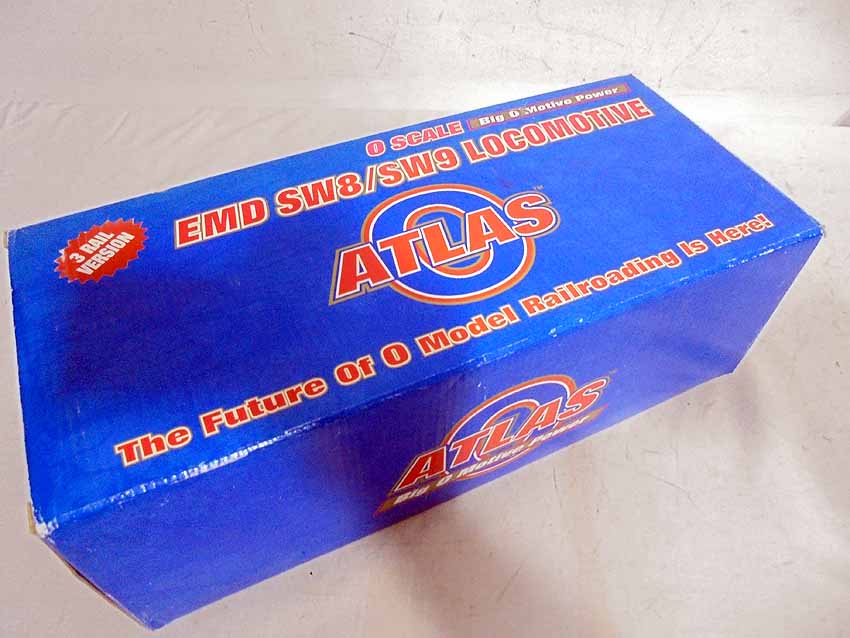 O SCALE Big O Motive Power
EMD SW8/SW9 LOCOMOTIVE
3 RAIL
VERSION
ATLAS O ™
The Future Of O Model Railroading Is Here!
ATLAS O
Big O Motive Power